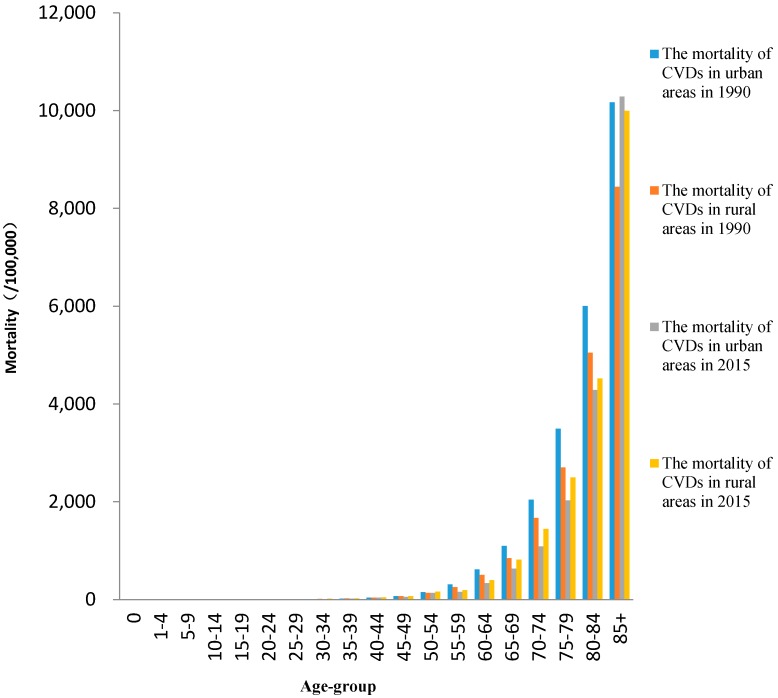 12,000
10,000
8,000
6,000
4,000
2,000
0
Mortality（/100,000）
0
1-4
5-9
10-14
15-19
20-24
25-29
30-34
35-39
40-44
45-49
50-54
55-59
60-64
65-69
70-74
75-79
80-84
85+
Age-group
The mortality of
CVDs in urban
areas in 1990
The mortality of
CVDs in rural
areas in 1990
The mortality of
CVDs in urban
areas in 2015
The mortality of
CVDs in rural
areas in 2015